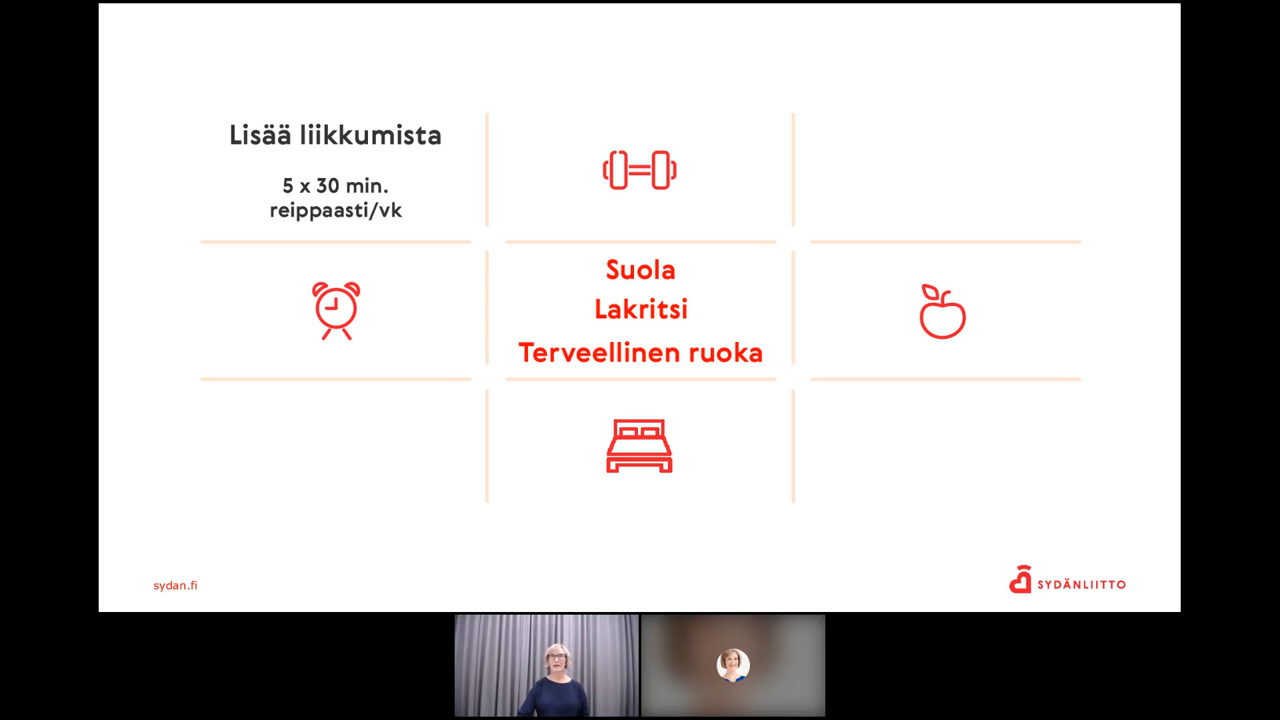 Lisää liikkumista
5 x 30 min.
reippaasti/vk
Suola
Lakritsi
Terveellinen ruoka
sydan.fi
SYDÄNLIITTO